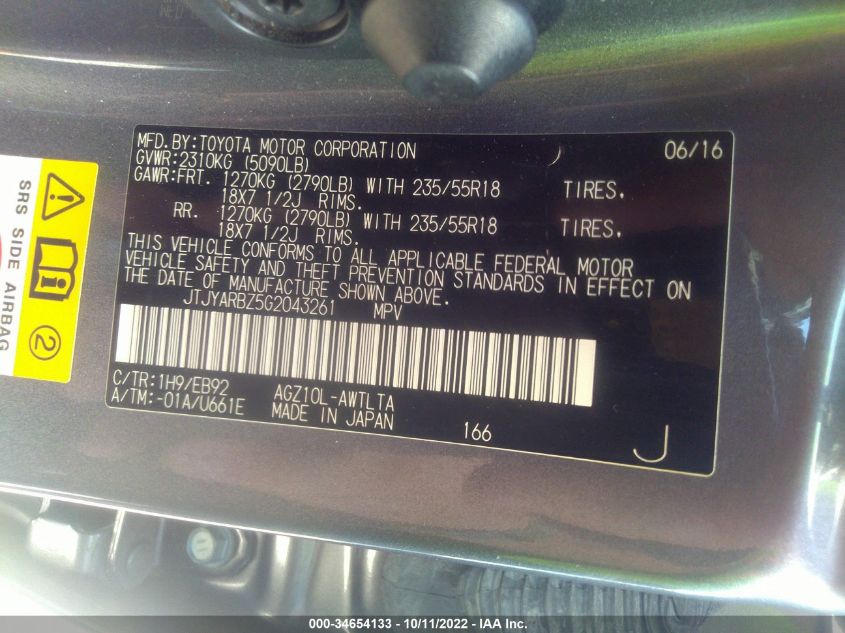 MFD.BY:TOYOTA MOTOR CORPORATION 06/16
GVWR:2310KG (5090LB)
GAWR:FRT. 1270KG (2790LB) WITH 235/55R18 TIRES.
18X7 1/2J RIMS.
RR. 1270KG (2790LB) WITH 235/55R18 TIRES.
18X7 1/2J RIMS.
THIS VEHICLE CONFORMS TO ALL APPLICABLE FEDERAL MOTOR
VEHICLE SAFETY AND THEFT PREVENTION STANDARDS IN EFFECT ON
THE DATE OF MANUFACTURE SHOWN ABOVE.
JTJYARBZ5G2043261 MPV
C/TR:1H9/EB92 AGZ10L-AWTLTA
A/TM:-01A/U661E MADE IN JAPAN 166 J
SRS SIDE AIRBAG
2
000-34654133 - 10/11/2022 - IAA Inc.